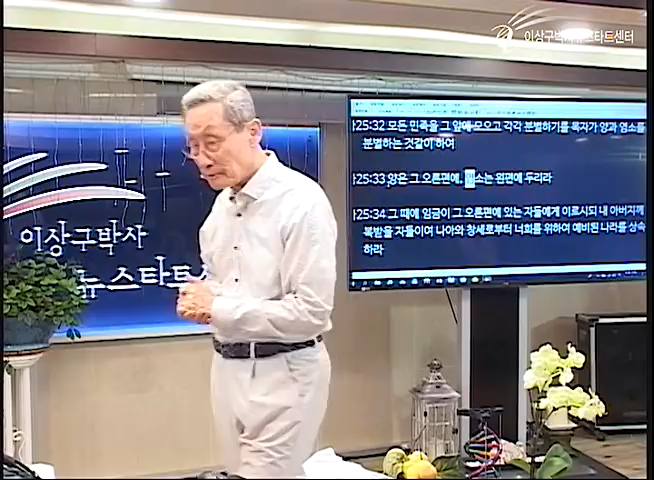 이상구박사뉴스타트센터
25:32 모든 민족을 그 앞에 모으고 각각 분별하기를 목자가 양과 염소를
분별하는 것같이 하여
25:33 양은 그 오른편에, 염소는 왼편에 두리라
25:34 그 때에 임금이 그 오른편에 있는 자들에게 이르시되 내 아버지께
복받을 자들이여 나아와 창세로부터 너희를 위하여 예비된 나라를 상속
하라
이상구박사
뉴스타트